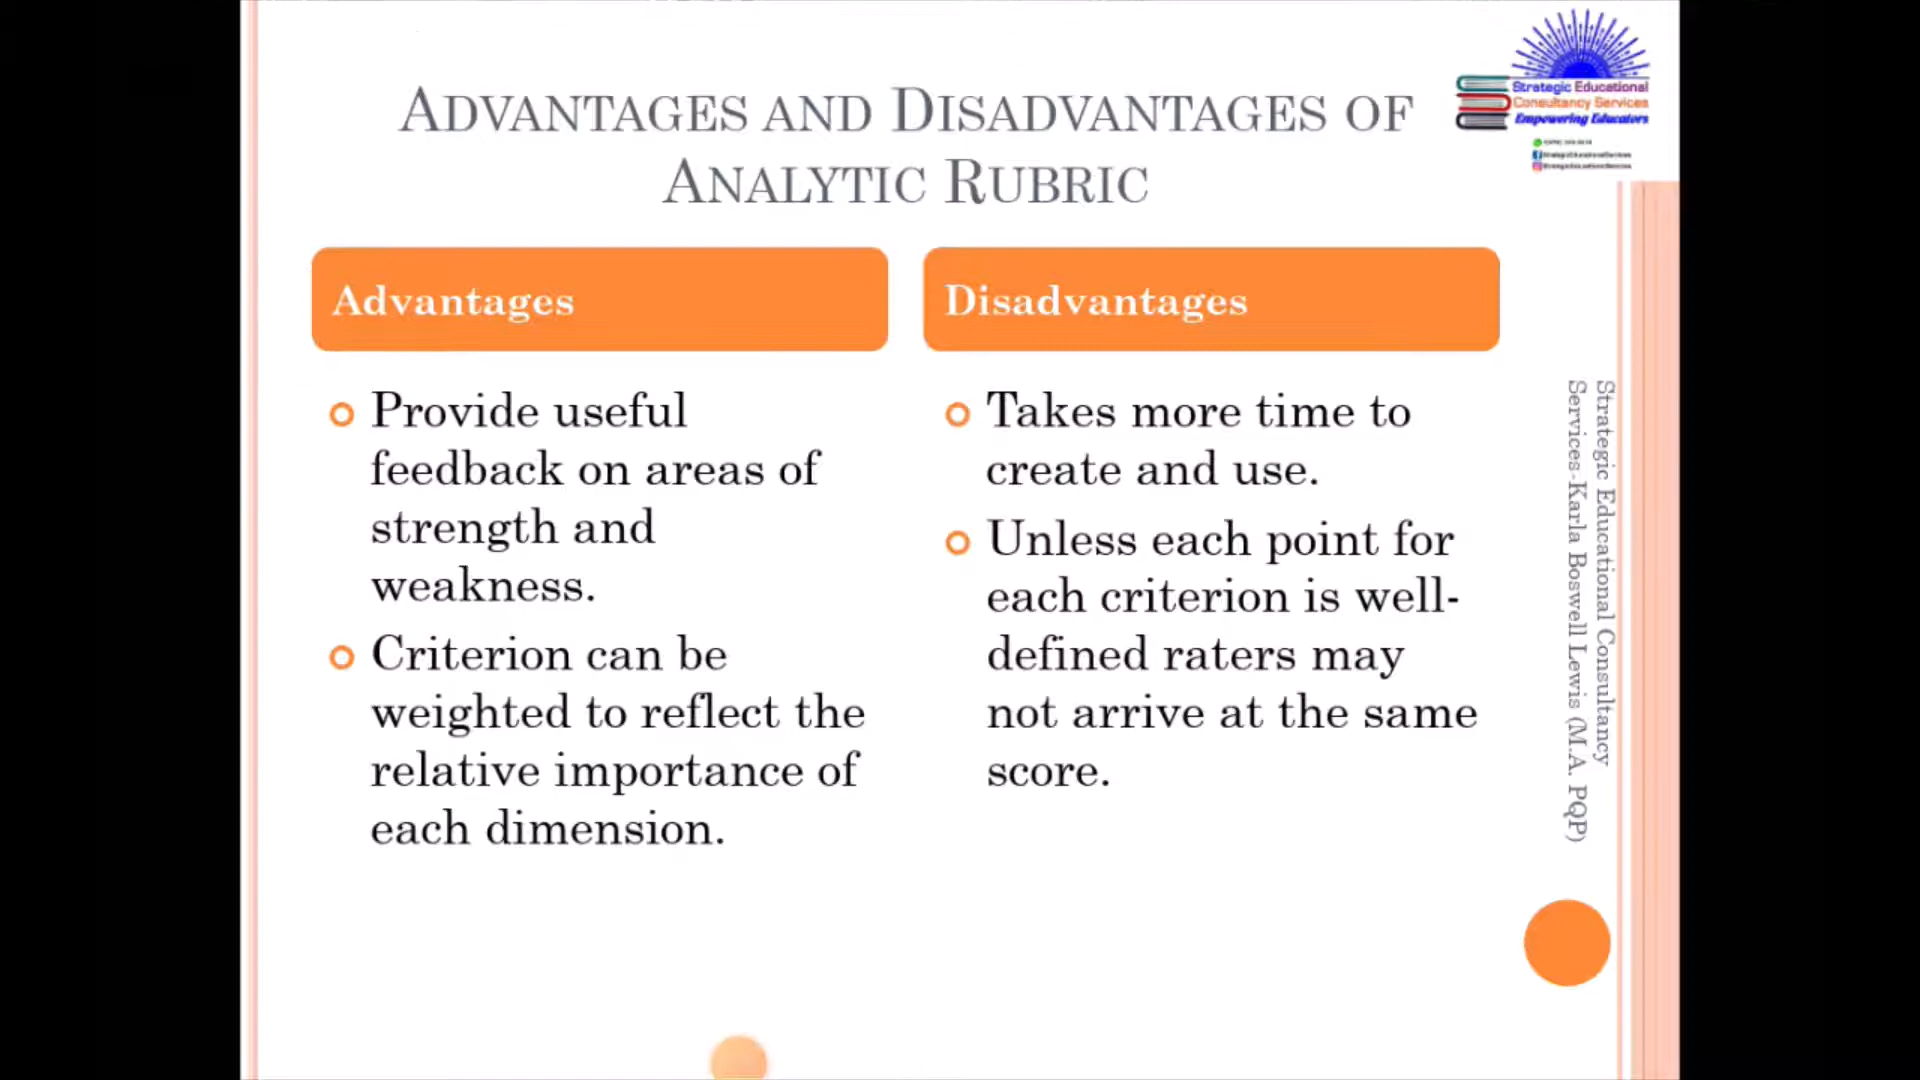 ADVANTAGES AND DISADVANTAGES OF
ANALYTIC RUBRIC
Strategic Educational
Consultancy Services
Empowering Educators
Advantages
Provide useful
feedback on areas of
strength and
weakness.
Criterion can be
weighted to reflect the
relative importance of
each dimension.
Disadvantages
Takes more time to
create and use.
Unless each point for
each criterion is well-
defined raters may
not arrive at the same
score.
Strategic Educational Consultancy
Services-Karla Boswell Lewis (M.A. PQP)